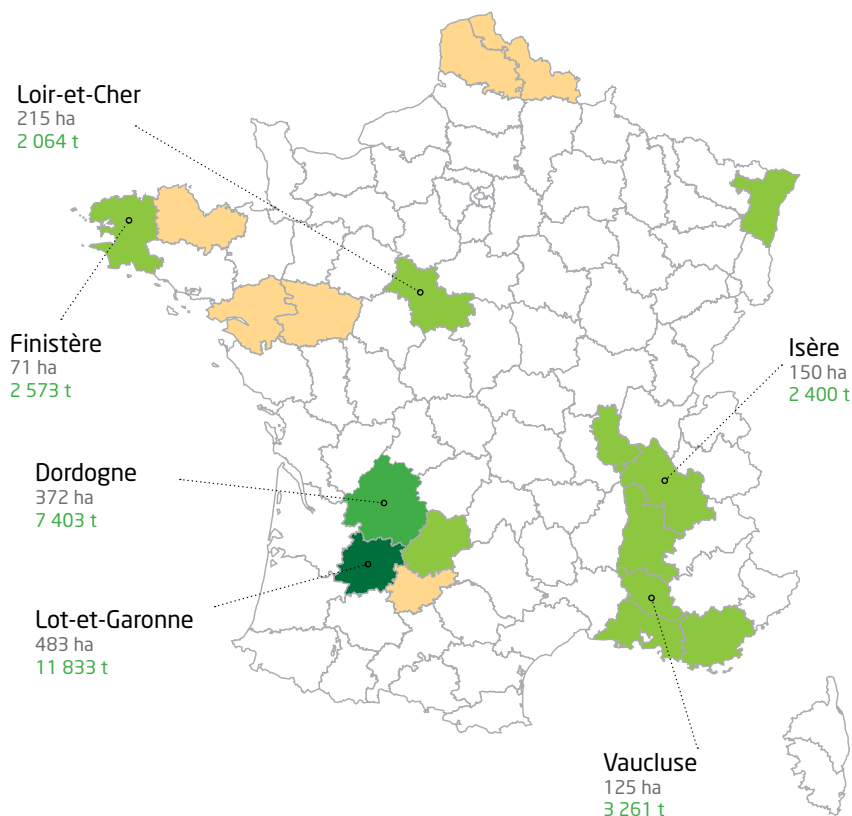 Loir-et-Cher
215 ha
2 064 t
Finistère
71 ha
2 573 t
Isère
150 ha
2 400 t
Dordogne
372 ha
7 403 t
Lot-et-Garonne
483 ha
11 833 t
Vaucluse
125 ha
3 261 t